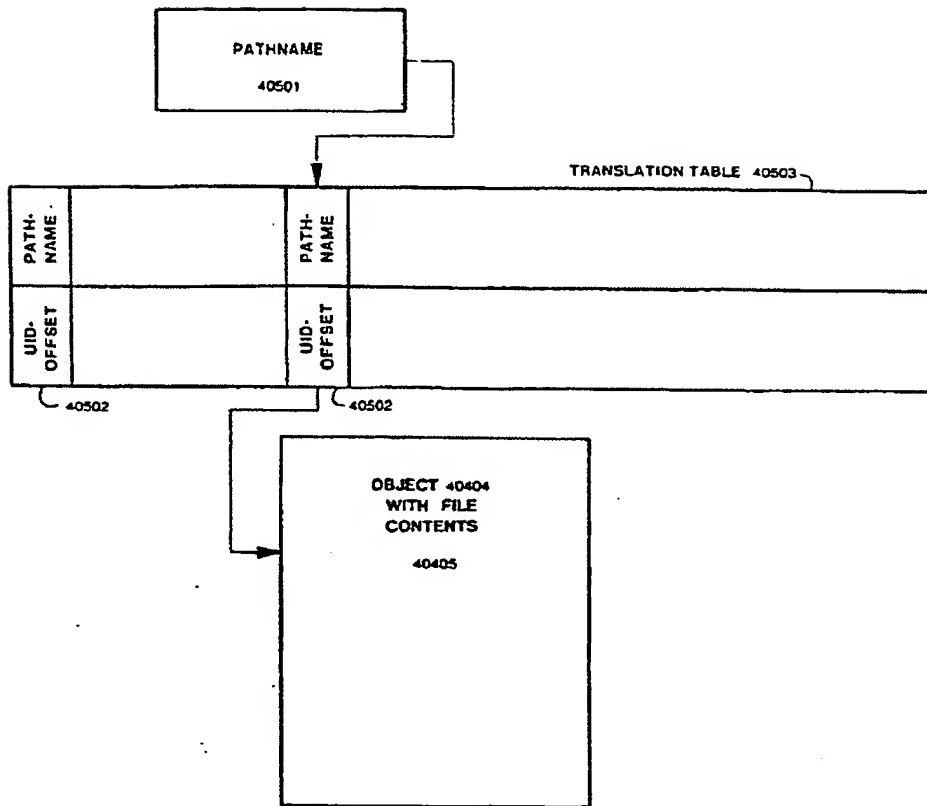 PATHNAME
40501
TRANSLATION TABLE 40503
PATH-
NAME
PATH-
NAME
UID-
OFFSET
UID-
OFFSET
40502
40502
OBJECT 40404
WITH FILE
CONTENTS
40405